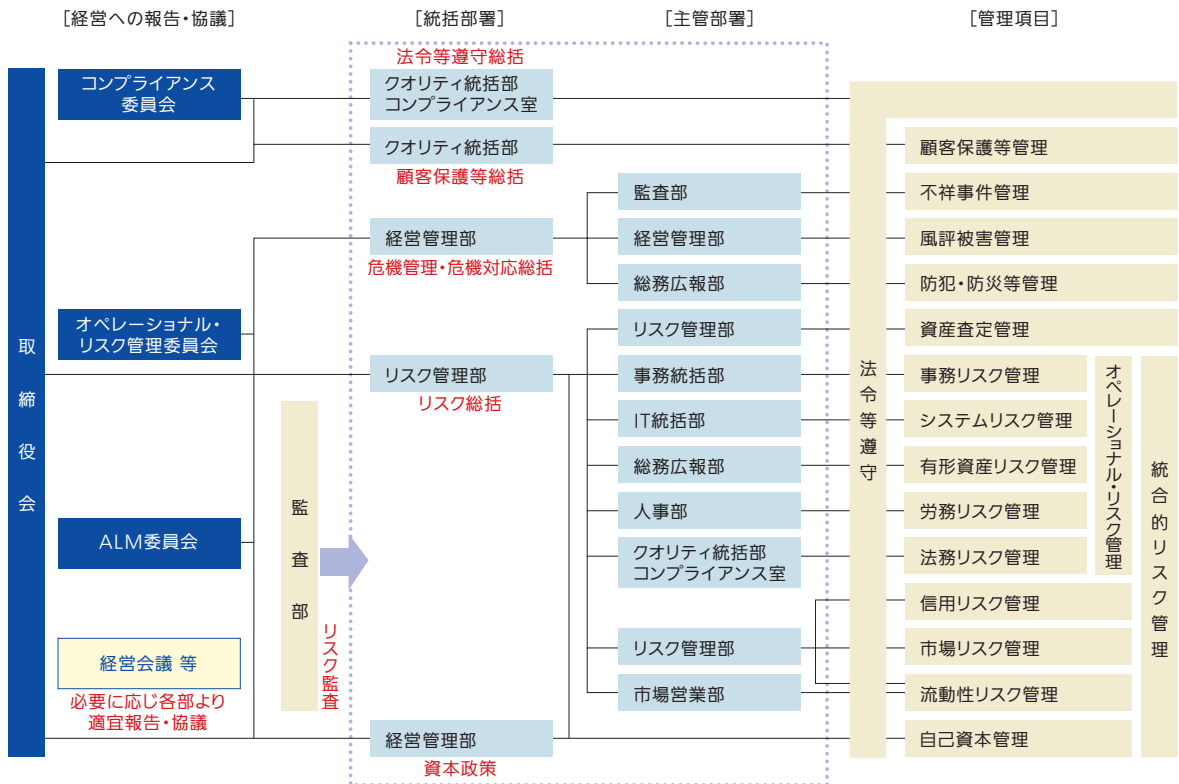 ［経営への報告・協議］
［統括部署］
［主管部署］
［管理項目］
取締役会
コンプライアンス
委員会
オペレーショナル・
リスク管理委員会
ALM委員会
経営会議 等
必要に応じ各部より
適宜報告・協議
監査部
リスク監査
法令等遵守総括
クオリティ統括部
コンプライアンス室
クオリティ統括部
顧客保護等総括
経営管理部
危機管理・危機対応総括
リスク管理部
リスク総括
経営管理部
資本政策
監査部
経営管理部
総務広報部
リスク管理部
事務統括部
IT統括部
総務広報部
人事部
クオリティ統括部
コンプライアンス室
リスク管理部
市場営業部
法令等遵守
顧客保護等管理
不祥事件管理
風評被害管理
防犯・防災等管理
資産査定管理
事務リスク管理
システムリスク管理
有形資産リスク管理
労務リスク管理
法務リスク管理
信用リスク管理
市場リスク管理
流動性リスク管理
自己資本管理
オペレーショナル・リスク管理
統合的リスク管理